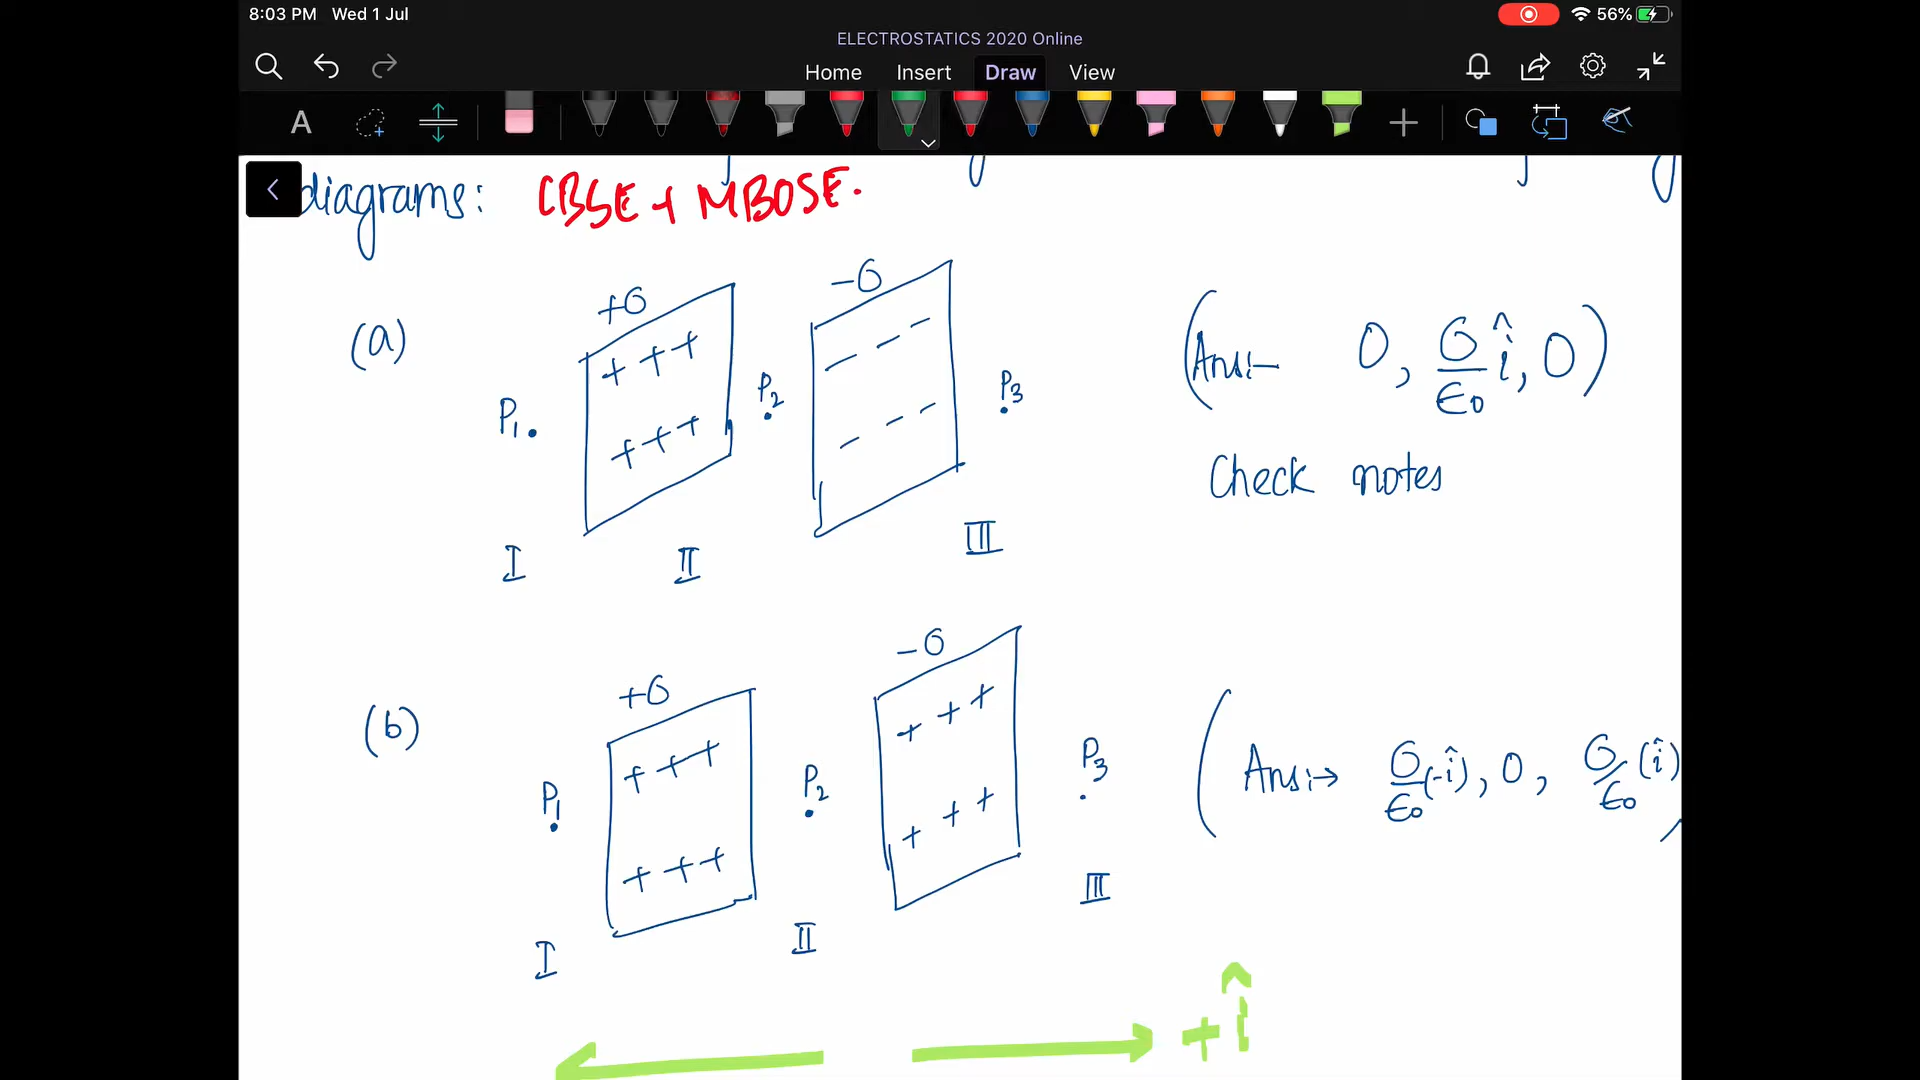 8:03 PM Wed 1 Jul 56%
ELECTROSTATICS 2020 Online
Home Insert Draw View
A
diagrams: CBSE + MBOSE.
(a) +σ -σ
+ + + - - -
P₁ P₂ P₃
+ + + - - -
(Ans:- 0, σ/ϵ₀ î, 0)
Check notes
I II III
(b) +σ -σ
+ + + + + +
P₁ P₂ P₃
+ + + + + +
(Ans:→ σ/ϵ₀ (-î), 0, σ/ϵ₀ (î)
I II III
+î